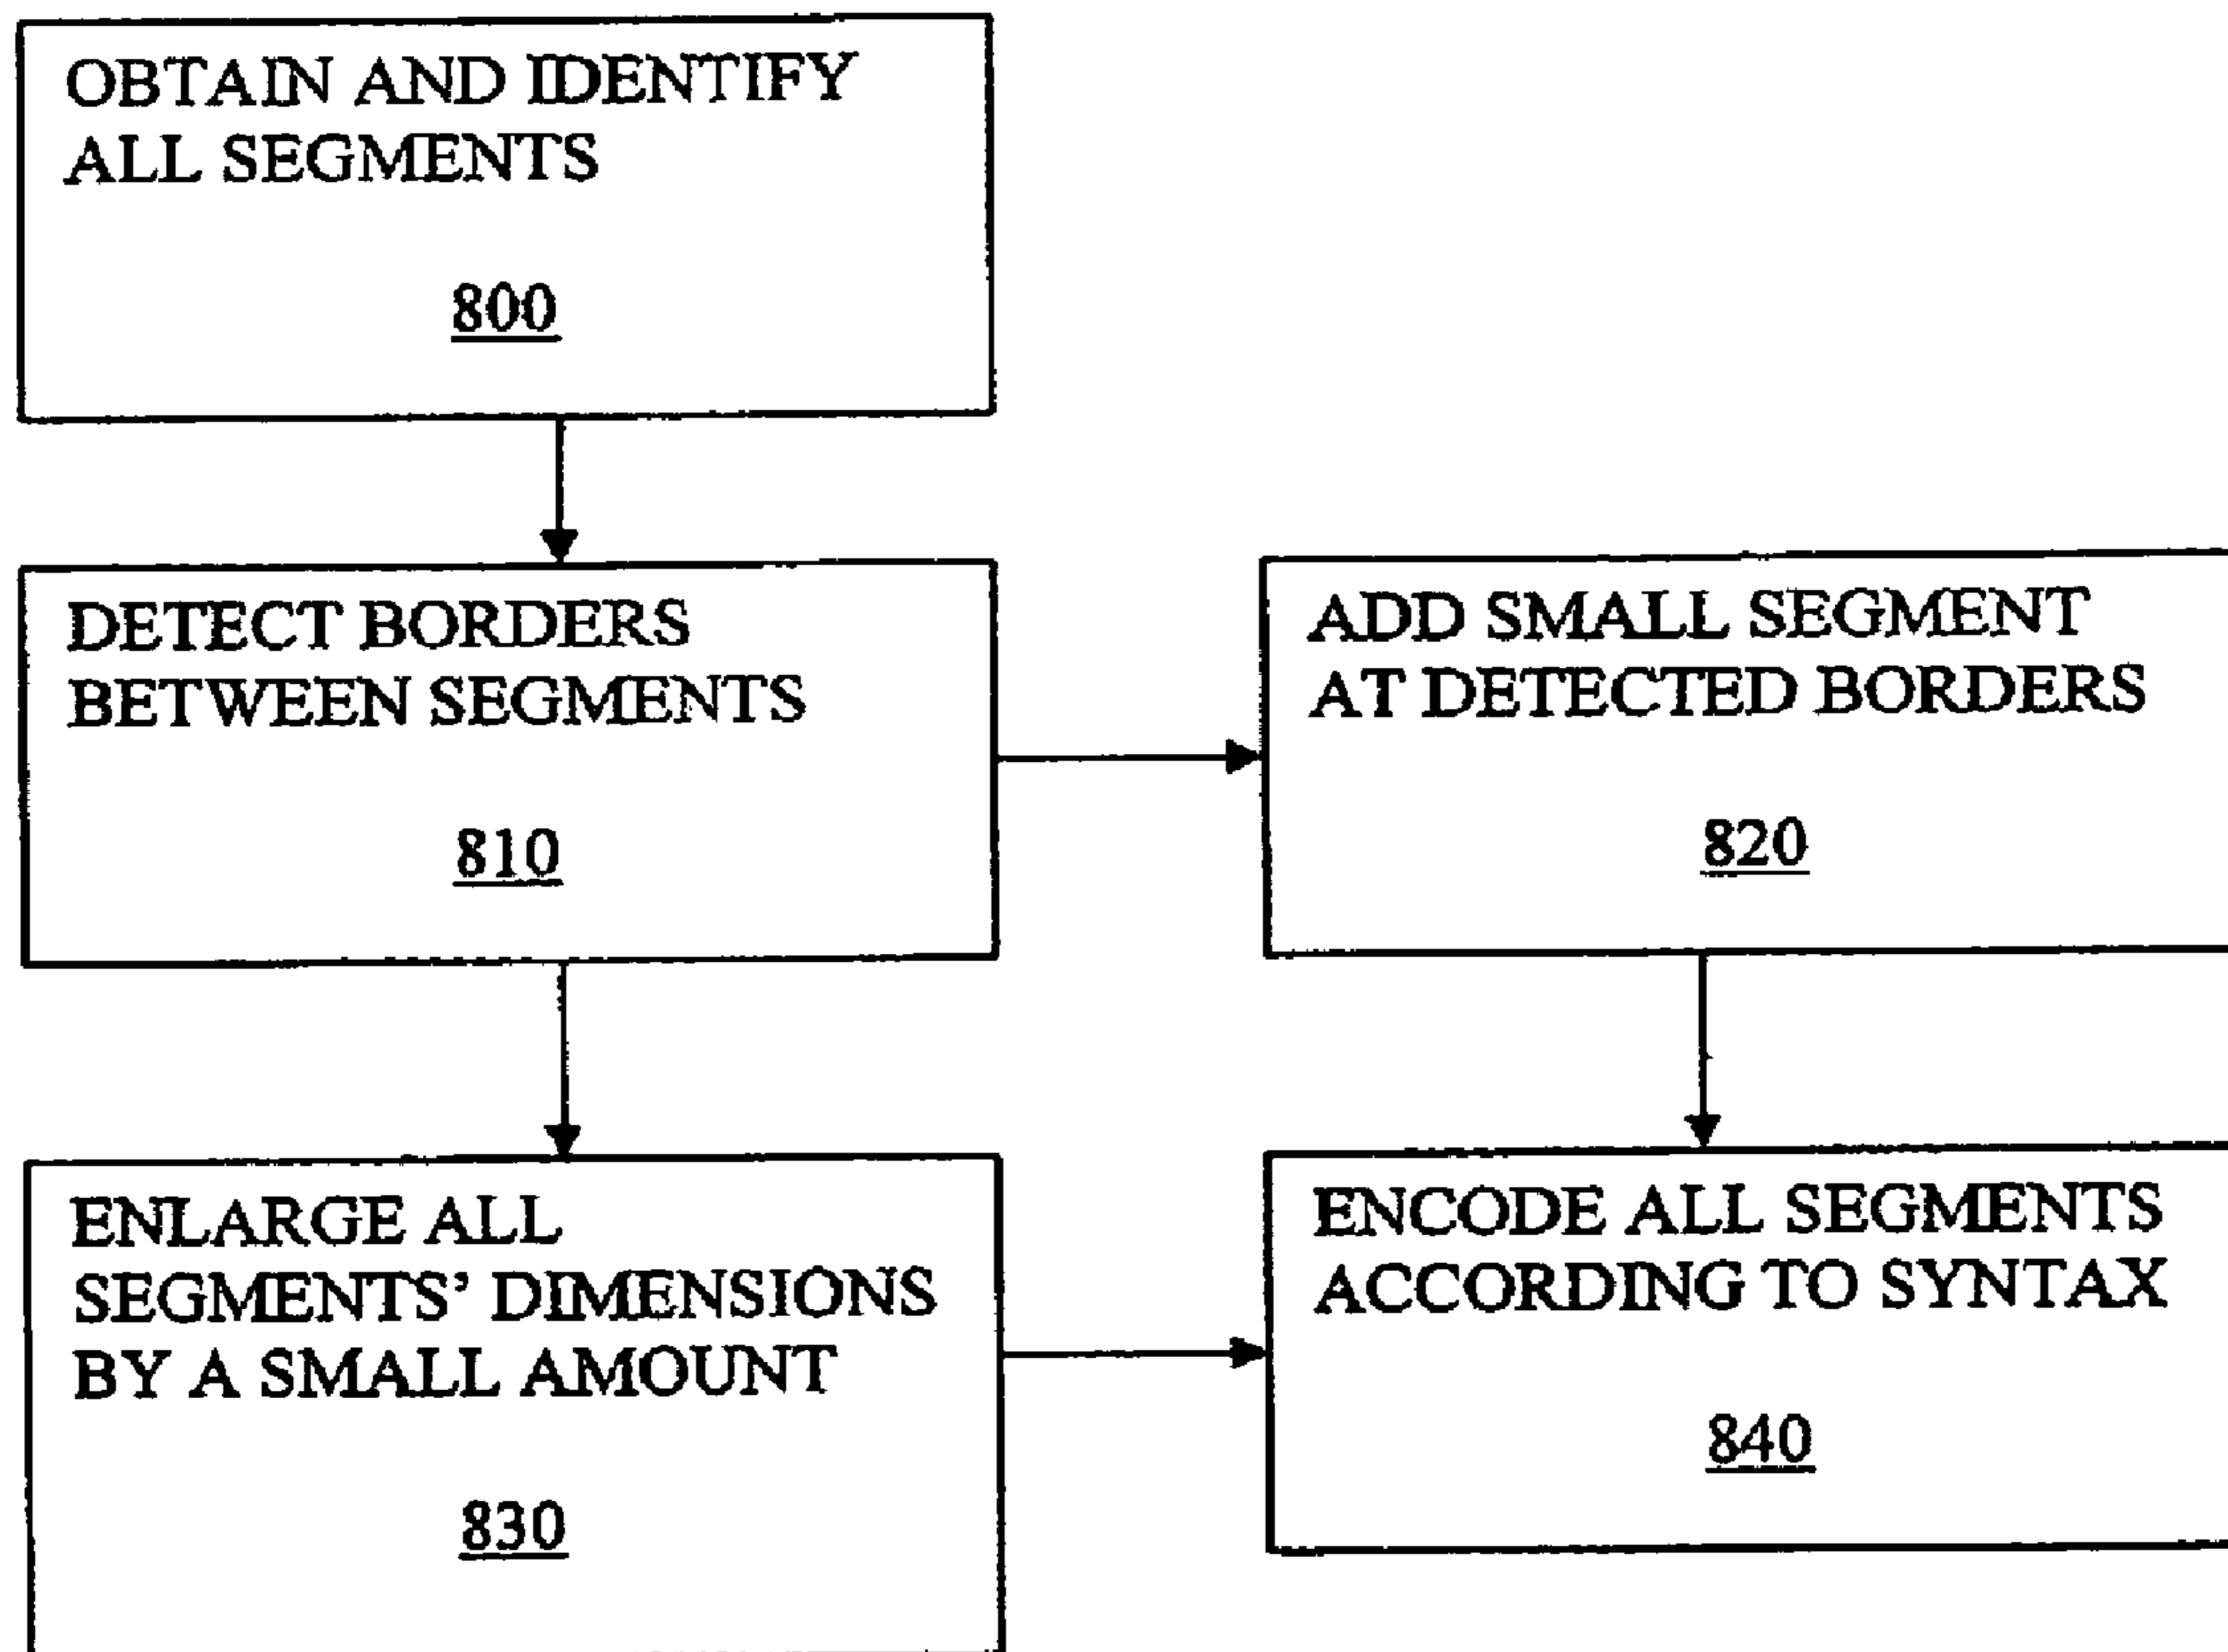 OBTAIN AND IDENTIFY
ALL SEGMENTS
800
DETECT BORDERS
BETWEEN SEGMENTS
810
ADD SMALL SEGMENT
AT DETECTED BORDERS
820
ENLARGE ALL
SEGMENTS' DIMENSIONS
BY A SMALL AMOUNT
830
ENCODE ALL SEGMENTS
ACCORDING TO SYNTAX
840